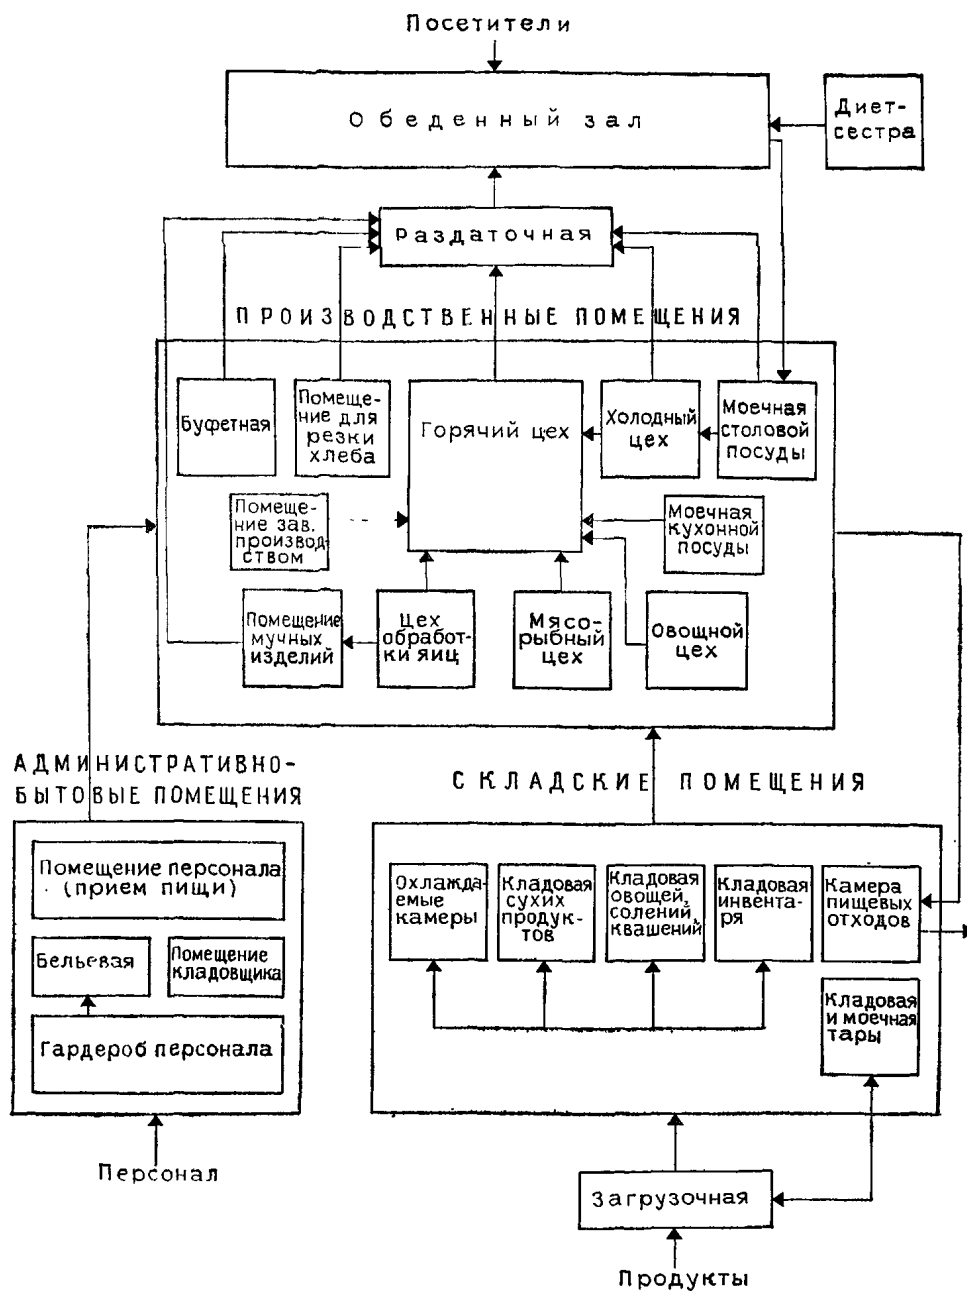 Посетители
Обеденный зал
Диет-
сестра
Раздаточная
ПРОИЗВОДСТВЕННЫЕ ПОМЕЩЕНИЯ
Буфетная
Помеще-
ние для
резки
хлеба
Горячий цех
Холодный
цех
Моечная
столовой
посуды
Помеще-
ние зав.
производ-
ством
Моечная
кухонной
посуды
Помещение
мучных
изделий
Цех
обработ-
ки яиц
Мясо-
рыбный
цех
Овощной
цех
АДМИНИСТРАТИВНО-
БЫТОВЫЕ ПОМЕЩЕНИЯ
Помещение персонала
(прием пищи)
Бельевая
Помещение
кладовщика
Гардероб персонала
Персонал
СКЛАДСКИЕ ПОМЕЩЕНИЯ
Охлажда-
емые
камеры
Кладовая
сухих
продук-
тов
Кладовая
овощей,
солений,
квашений
Кладовая
инвента-
ря
Камера
пищевых
отходов
Кладовая
и моечная
тары
Загрузочная
Продукты